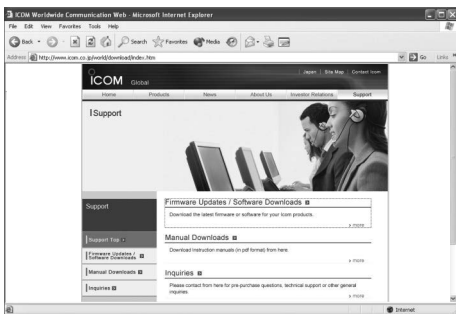 ICOM Worldwide Communication Web - Microsoft Internet Explorer
File Edit View Favorites Tools Help
Back Search Favorites Media
Address http://www.icom.co.jp/world/download/index.htm Go Links
ICOM Global
Japan | Site Map | Contact Icom
Home Products News About Us Investor Relations Support
Support
Support
Support Top
Firmware Updates /
Software Downloads
Manual Downloads
Inquiries
Firmware Updates / Software Downloads
Download the latest firmware or software for your Icom products.
more
Manual Downloads
Download Instruction manuals (in pdf format) from here.
more
Inquiries
Please contact from here for pre-purchase questions, technical support or other general
inquiries.
more
Internet